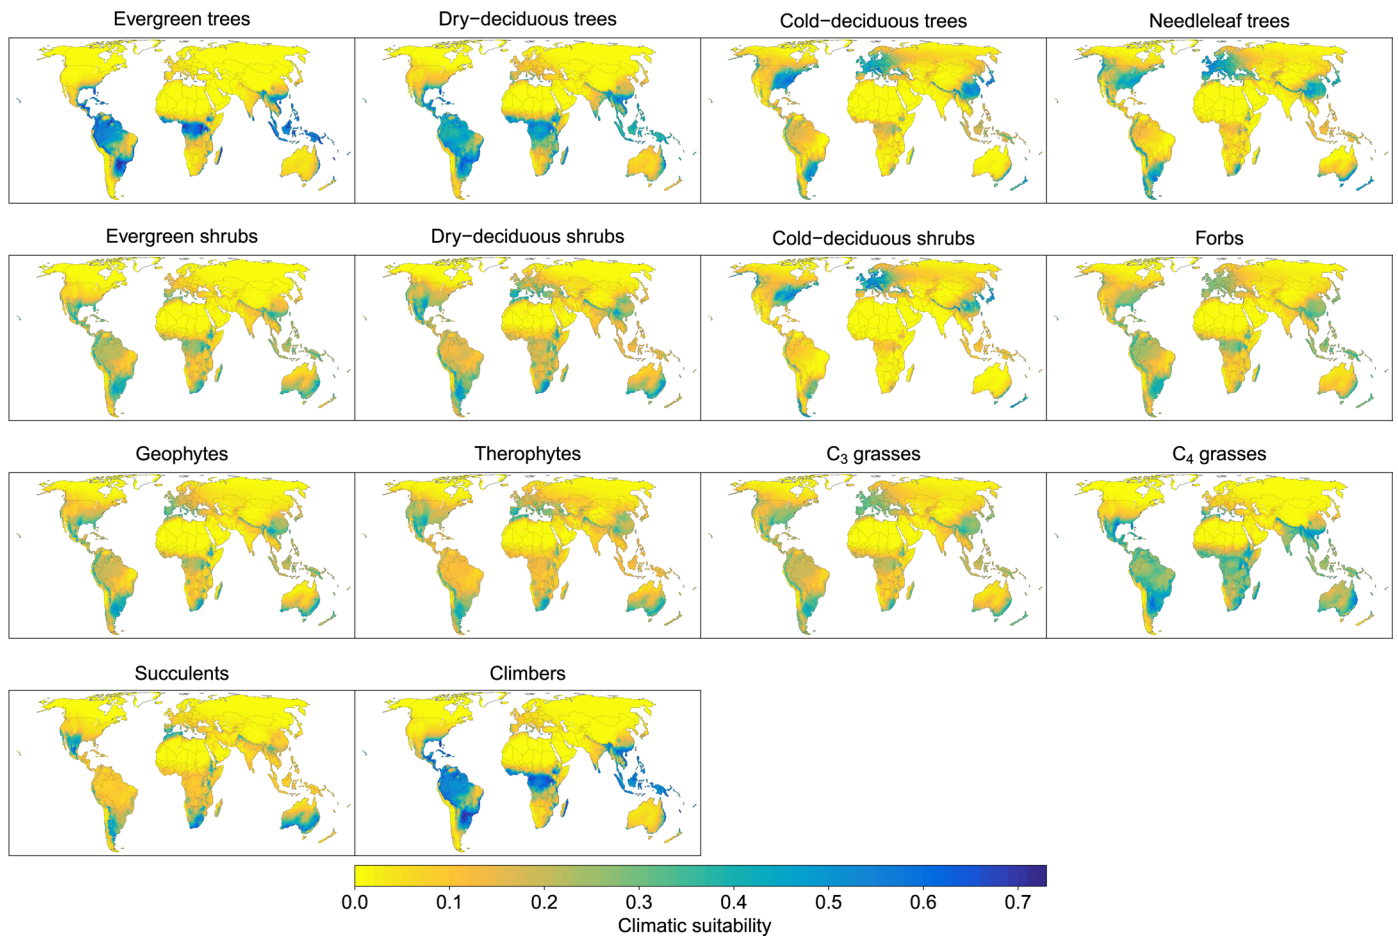 Evergreen trees
Dry−deciduous trees
Cold−deciduous trees
Needleleaf trees
Evergreen shrubs
Dry−deciduous shrubs
Cold−deciduous shrubs
Forbs
Geophytes
Therophytes
C₃ grasses
C₄ grasses
Succulents
Climbers
0.0 0.1 0.2 0.3 0.4 0.5 0.6 0.7
Climatic suitability